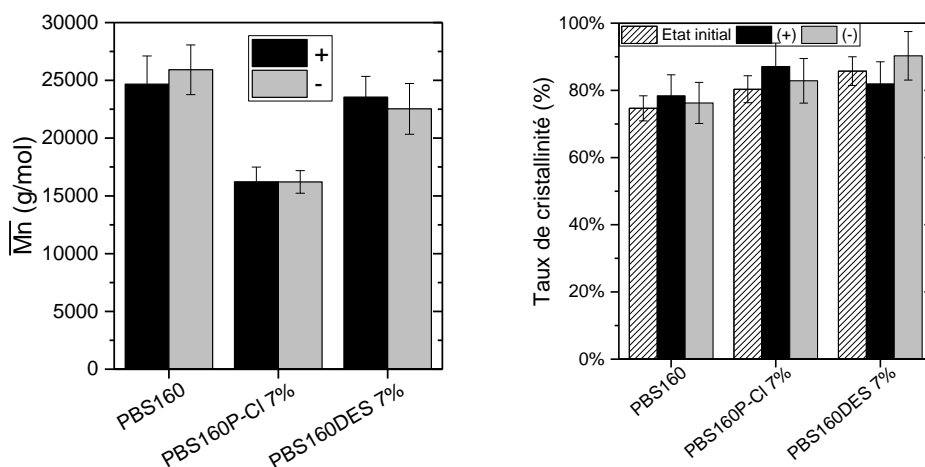 30000
25000
20000
15000
10000
5000
0
Mn (g/mol)
+
-
PBS160
PBS160P-Cl 7%
PBS160DES 7%
100%
80%
60%
40%
20%
0%
Taux de cristallinité (%)
Etat initial (+) (-)
PBS160
PBS160P-Cl 7%
PBS160DES 7%